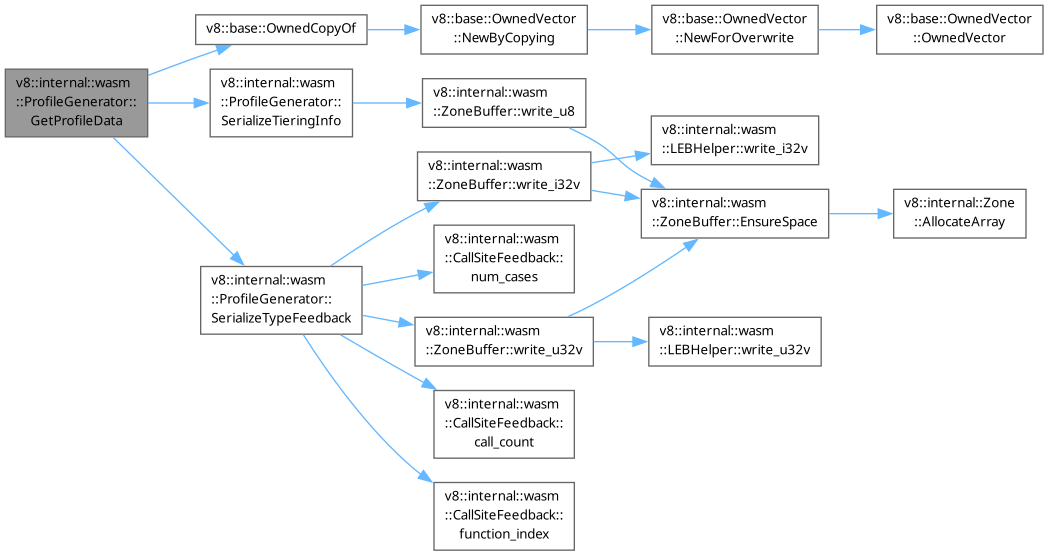 v8::internal::wasm
::ProfileGenerator::
GetProfileData
v8::base::OwnedCopyOf
v8::base::OwnedVector
::NewByCopying
v8::base::OwnedVector
::NewForOverwrite
v8::base::OwnedVector
::OwnedVector
v8::internal::wasm
::ProfileGenerator::
SerializeTieringInfo
v8::internal::wasm
::ZoneBuffer::write_u8
v8::internal::wasm
::ZoneBuffer::write_i32v
v8::internal::wasm
::LEBHelper::write_i32v
v8::internal::wasm
::ZoneBuffer::EnsureSpace
v8::internal::Zone
::AllocateArray
v8::internal::wasm
::CallSiteFeedback::
num_cases
v8::internal::wasm
::ProfileGenerator::
SerializeTypeFeedback
v8::internal::wasm
::ZoneBuffer::write_u32v
v8::internal::wasm
::LEBHelper::write_u32v
v8::internal::wasm
::CallSiteFeedback::
call_count
v8::internal::wasm
::CallSiteFeedback::
function_index